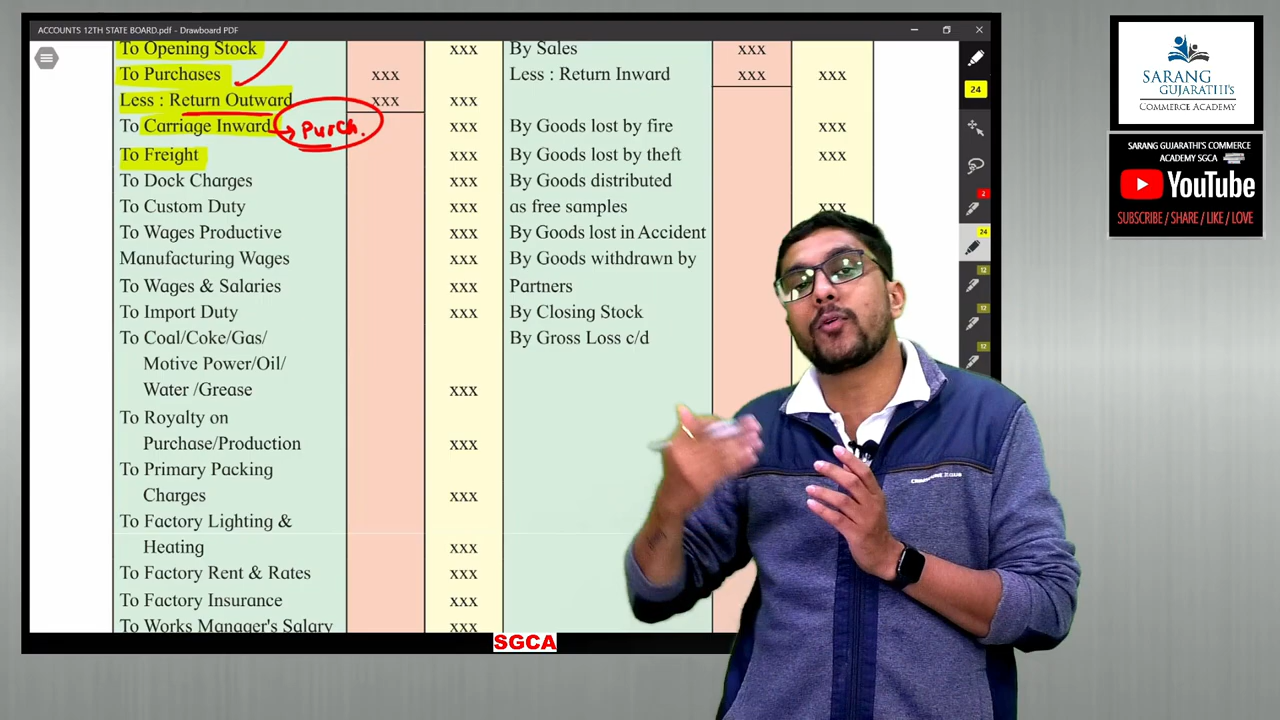 ACCOUNTS 12TH STATE BOARD.pdf - Drawboard PDF
To Opening Stock xxx By Sales xxx
To Purchases xxx Less : Return Inward xxx xxx
Less : Return Outward xxx xxx
To Carriage Inward → Purch. xxx By Goods lost by fire xxx
To Freight xxx By Goods lost by theft xxx
To Dock Charges xxx By Goods distributed
To Custom Duty xxx as free samples xxx
To Wages Productive xxx By Goods lost in Accident
Manufacturing Wages xxx By Goods withdrawn by
To Wages & Salaries xxx Partners
To Import Duty xxx By Closing Stock
To Coal/Coke/Gas/ By Gross Loss c/d
Motive Power/Oil/
Water /Grease xxx
To Royalty on
Purchase/Production xxx
To Primary Packing
Charges xxx
To Factory Lighting &
Heating xxx
To Factory Rent & Rates xxx
To Factory Insurance xxx
To Works Manager's Salary xxx
SGCA
24
2
24
12
12
12
SARANG
GUJARATHI'S
COMMERCE ACADEMY
SARANG GUJARATHI'S COMMERCE
ACADEMY SGCA
YouTube
SUBSCRIBE / SHARE / LIKE / LOVE